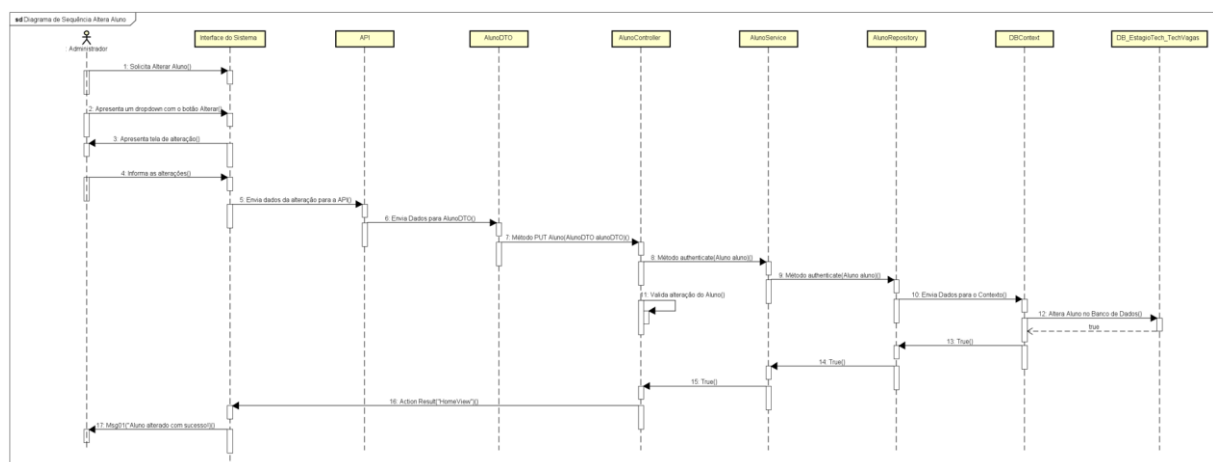 sd Diagrama de Sequência Altera Aluno
: Administrador
Interface do Sistema
API
AlunoDTO
AlunoController
AlunoService
AlunoRepository
DBContext
DB_EstagioTech_TechVagas
1: Solicita Alterar Aluno()
2: Apresenta um dropdown com o botão Alterar()
3: Apresenta tela de alteração()
4: Informa as alterações()
5: Envia dados da alteração para a API()
6: Envia Dados para AlunoDTO()
7: Método PUT Aluno(AlunoDTO alunoDTO)()
8: Método authenticate(Aluno aluno)()
9: Método authenticate(Aluno aluno)()
10: Envia Dados para o Contexto()
1: Valida alteração do Aluno()
12: Altera Aluno no Banco de Dados()
true
13: True()
14: True()
15: True()
16: Action Result("HomeView")()
17: Msg01("Aluno alterado com sucesso!)()